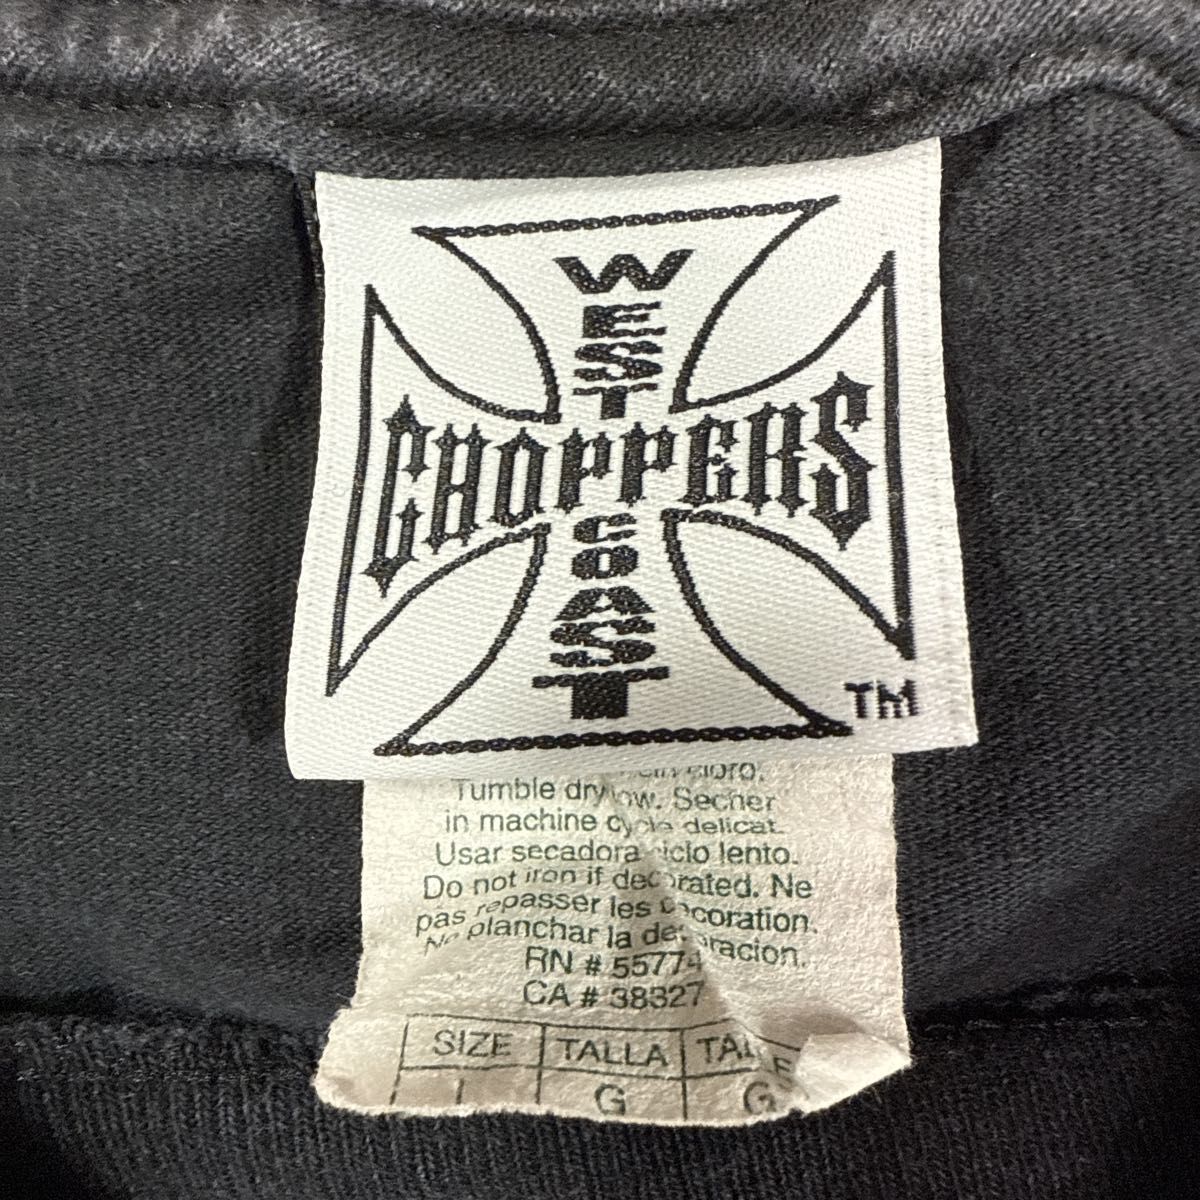 WEST
CHOPPERS
COAST
TM
Tumble dry low. Secher
in machine cycle delicat.
Usar secadora ciclo lento.
Do not iron if decorated. Ne
pas repasser les decoration.
No planchar la decoracion.
RN # 55774
CA # 38327
SIZE TALLA
L G G